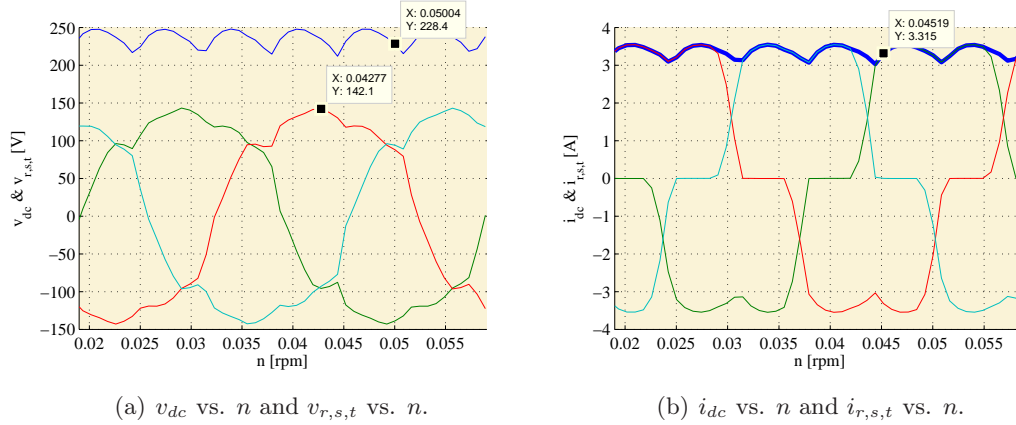 X: 0.05004
Y: 228.4
X: 0.04277
Y: 142.1
250
200
150
100
50
0
−50
−100
−150
v_dc & v_r,s,t [V]
0.02 0.025 0.03 0.035 0.04 0.045 0.05 0.055
n [rpm]
(a) v_dc vs. n and v_r,s,t vs. n.
X: 0.04519
Y: 3.315
4
3
2
1
0
−1
−2
−3
−4
i_dc & i_r,s,t [A]
0.02 0.025 0.03 0.035 0.04 0.045 0.05 0.055
n [rpm]
(b) i_dc vs. n and i_r,s,t vs. n.